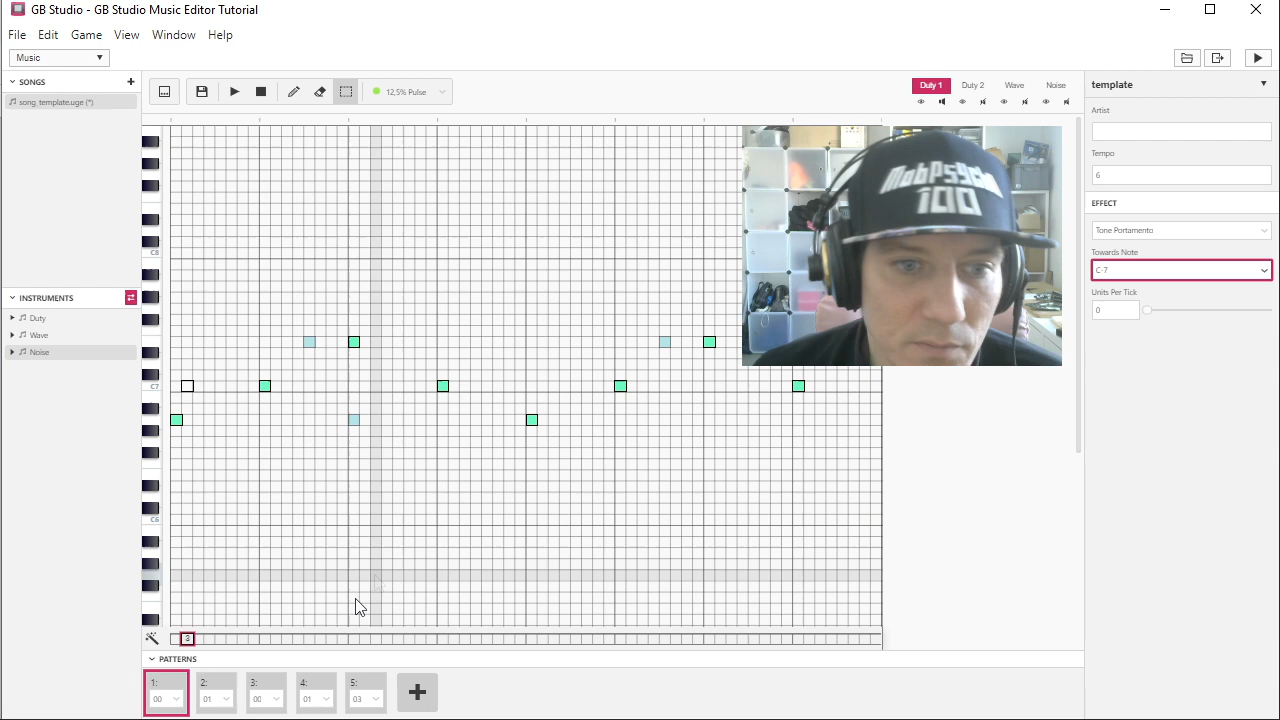 GB Studio - GB Studio Music Editor Tutorial
File Edit Game View Window Help
Music
SONGS
song_template.uge (*)
12,5% Pulse
Duty 1 Duty 2 Wave Noise
template
Artist
Tempo
6
EFFECT
Tone Portamento
Towards Note
C-7
Units Per Tick
0
INSTRUMENTS
Duty
Wave
Noise
C8
C7
C6
MobPsycho
100
3
PATTERNS
1: 2: 3: 4: 5:
00 01 00 01 03